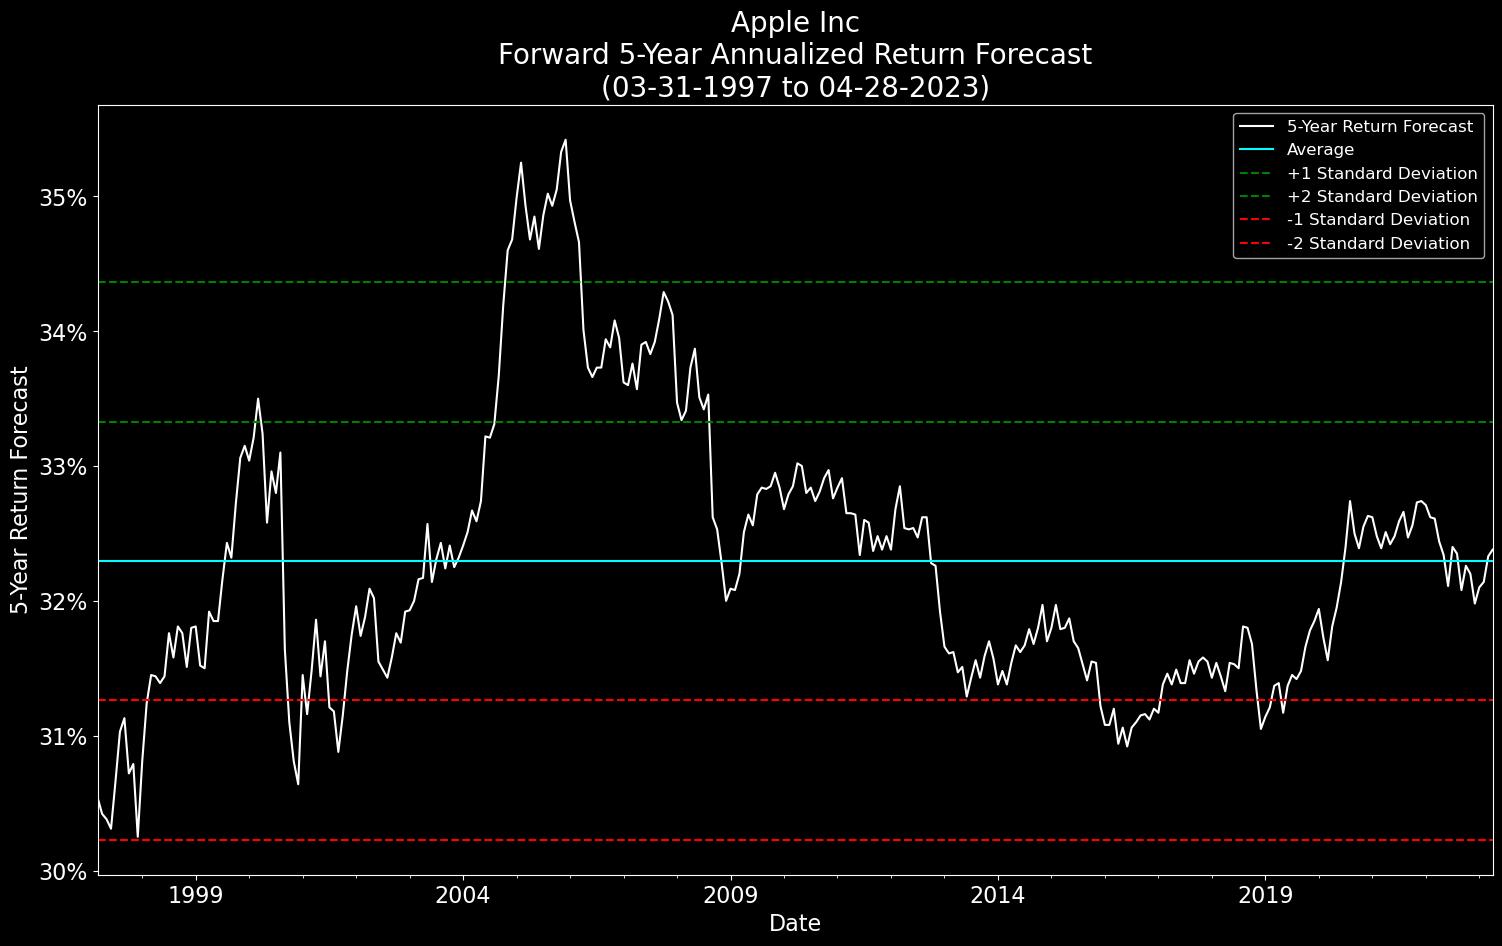 Apple Inc
Forward 5-Year Annualized Return Forecast
(03-31-1997 to 04-28-2023)
5-Year Return Forecast
Average
+1 Standard Deviation
+2 Standard Deviation
-1 Standard Deviation
-2 Standard Deviation
35%
34%
33%
32%
31%
30%
5-Year Return Forecast
1999 2004 2009 2014 2019
Date